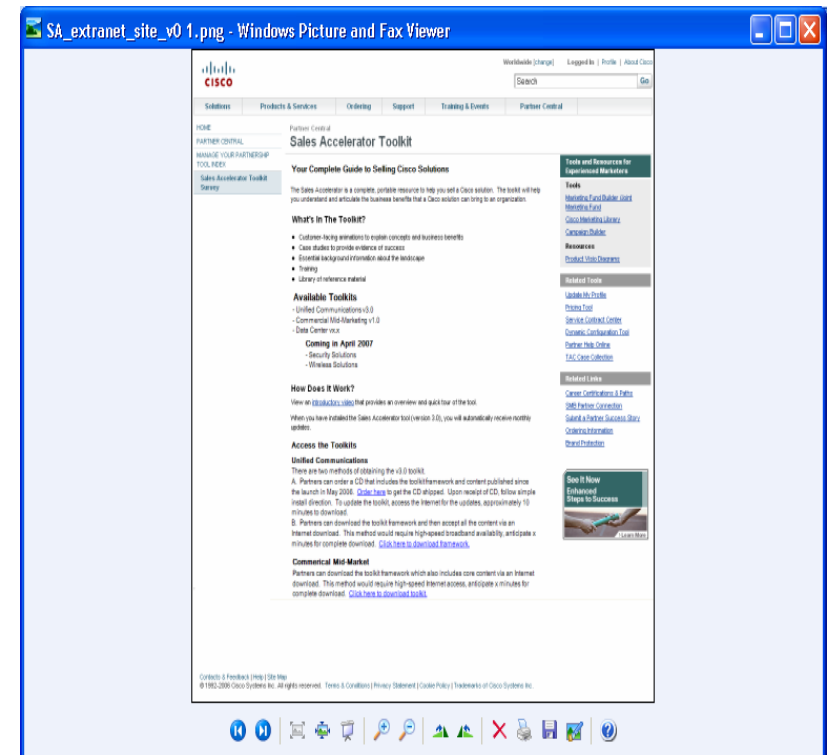 SA_extranet_site_v0 1.png - Windows Picture and Fax Viewer
Worldwide [change] Logged In | Profile | About Cisco
CISCO
Search Go
Solutions Products & Services Ordering Support Training & Events Partner Central
HOME
PARTNER CENTRAL
MANAGE YOUR PARTNERSHIP
TOOL INDEX
Sales Accelerator Toolkit
Survey
Partner Central
Sales Accelerator Toolkit
Your Complete Guide to Selling Cisco Solutions
The Sales Accelerator is a complete, portable resource to help you sell a Cisco solution. The toolkit will help
you understand and articulate the business benefits that a Cisco solution can bring to an
organization.
What's In The Toolkit?
• Customer-facing animations to explain concepts and business benefits
• Case studies to provide evidence of success
• Essential background information about the landscape
• Training
• Library of reference material
Available Toolkits
- Unified Communications v3.0
- Commercial Mid-Marketing v1.0
- Data Center vx.x
Coming in April 2007
- Security Solutions
- Wireless Solutions
How Does It Work?
View an introductory video that provides an overview and quick tour of the tool.
When you have installed the Sales Accelerator tool (version 3.0), you will automatically receive monthly
updates.
Access the Toolkits
Unified Communications
There are two methods of obtaining the v3.0 toolkit.
A. Partners can order a CD that includes the toolkit framework and content published since
the launch in May 2006. Order here to get the CD shipped. Upon receipt of CD, follow simple
install direction. To update the toolkit, access the Internet for the updates, approximately 10
minutes to download.
B. Partners can download the toolkit framework and then accept all the content via an
Internet download. This method would require high-speed broadband availability, anticipate x
minutes for complete download. Click here to download framework.
Commerical Mid-Market
Partners can download the toolkit framework which also includes core content via an Internet
download. This method would require high-speed Internet access, anticipate x minutes for
complete download. Click here to download toolkit.
Tools and Resources for
Experienced Marketers
Tools
Marketing Fund Builder Joint
Marketing Fund
Cisco Marketing Library
Campaign Builder
Resources
Product Visio Diagrams
Related Tools
Update My Profile
Pricing Tool
Service Contract Center
Dynamic Configuration Tool
Partner Help Online
TAC Case Collection
Related Links
Career Certifications & Paths
SMB Partner Connection
Submit a Partner Success Story
Ordering Information
Brand Protection
See It Now
Enhanced
Steps to Success
Learn More
Contacts & Feedback | Help | Site Map
© 1992-2006 Cisco Systems Inc. All rights reserved. Terms & Conditions | Privacy Statement | Cookie Policy | Trademarks of Cisco Systems Inc.